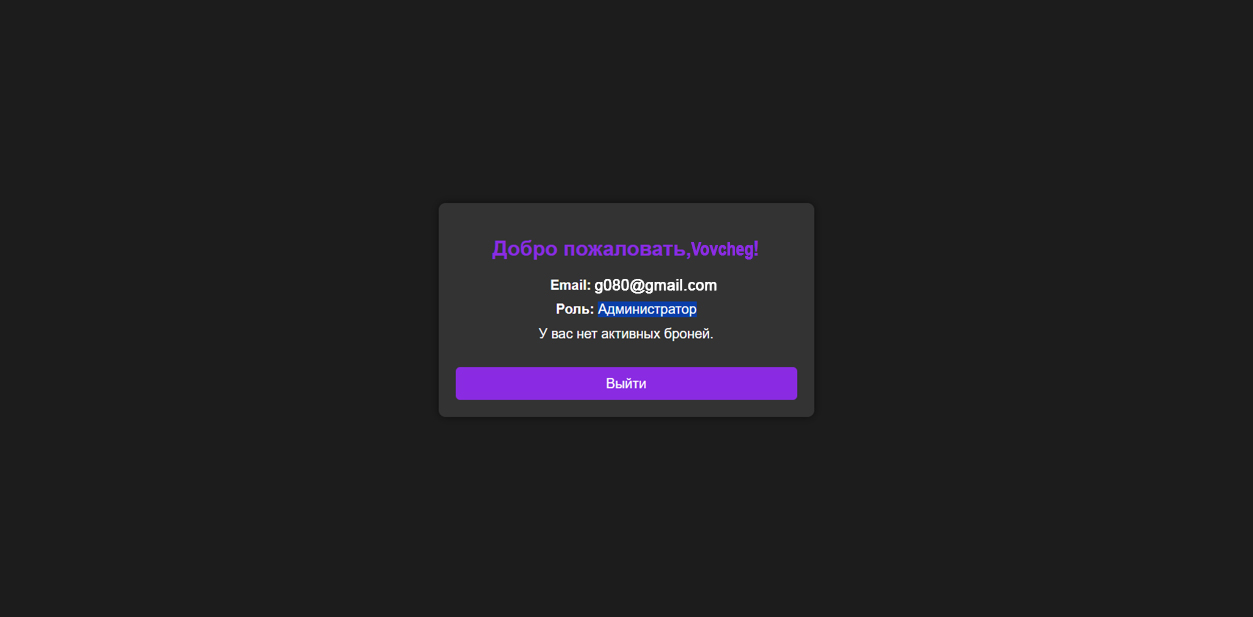 Добро пожаловать,Vovcheg!
Email: g080@gmail.com
Роль: Администратор
У вас нет активных броней.
Выйти